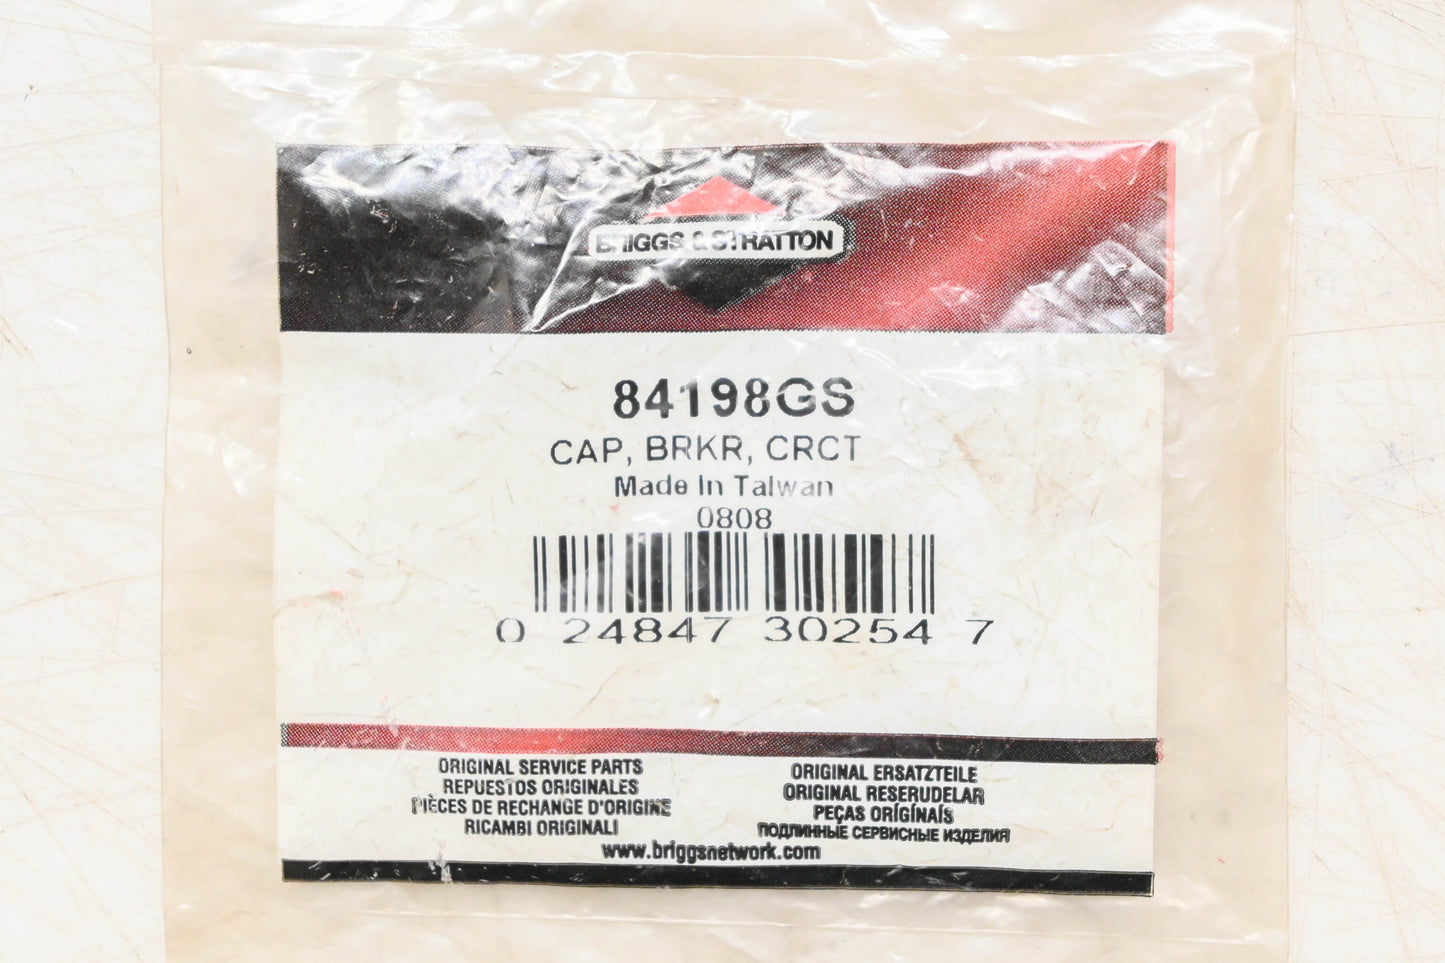 BRIGGS & STRATTON
84198GS
CAP, BRKR, CRCT
Made In Taiwan
0808
0 24847 30254 7
ORIGINAL SERVICE PARTS
REPUESTOS ORIGINALES
PIÈCES DE RECHANGE D'ORIGINE
RICAMBI ORIGINALI
ORIGINAL ERSATZTEILE
ORIGINAL RESERUDELAR
PEÇAS ORÍGÍNAÍS
ПОДЛИННЫЕ СЕРВИСНЫЕ ИЗДЕЛИЯ
www.briggsnetwork.com